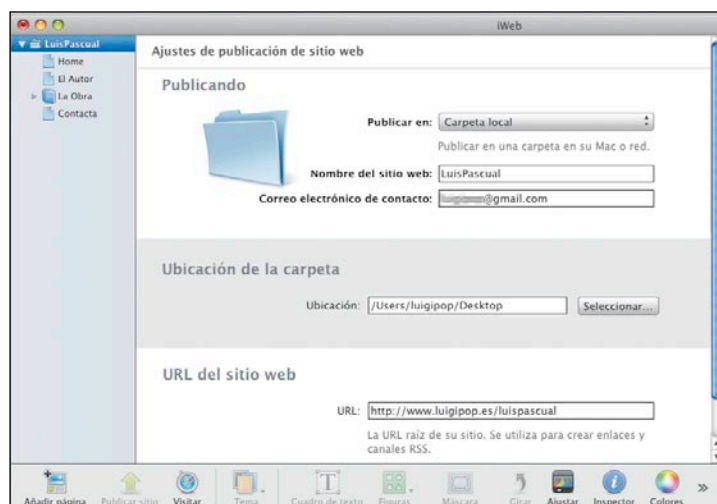 iWeb
LuisPascual
Home
El Autor
La Obra
Contacta
Ajustes de publicación de sitio web
Publicando
Publicar en: Carpeta local
Publicar en una carpeta en su Mac o red.
Nombre del sitio web: LuisPascual
Correo electrónico de contacto: @gmail.com
Ubicación de la carpeta
Ubicación: /Users/luigipop/Desktop Seleccionar...
URL del sitio web
URL: http://www.luigipop.es/luispascual
La URL raíz de su sitio. Se utiliza para crear enlaces y
canales RSS.
Añadir página Publicar sitio Visitar Tema Cuadro de texto Figuras Máscara Girar Ajustar Inspector Colores »